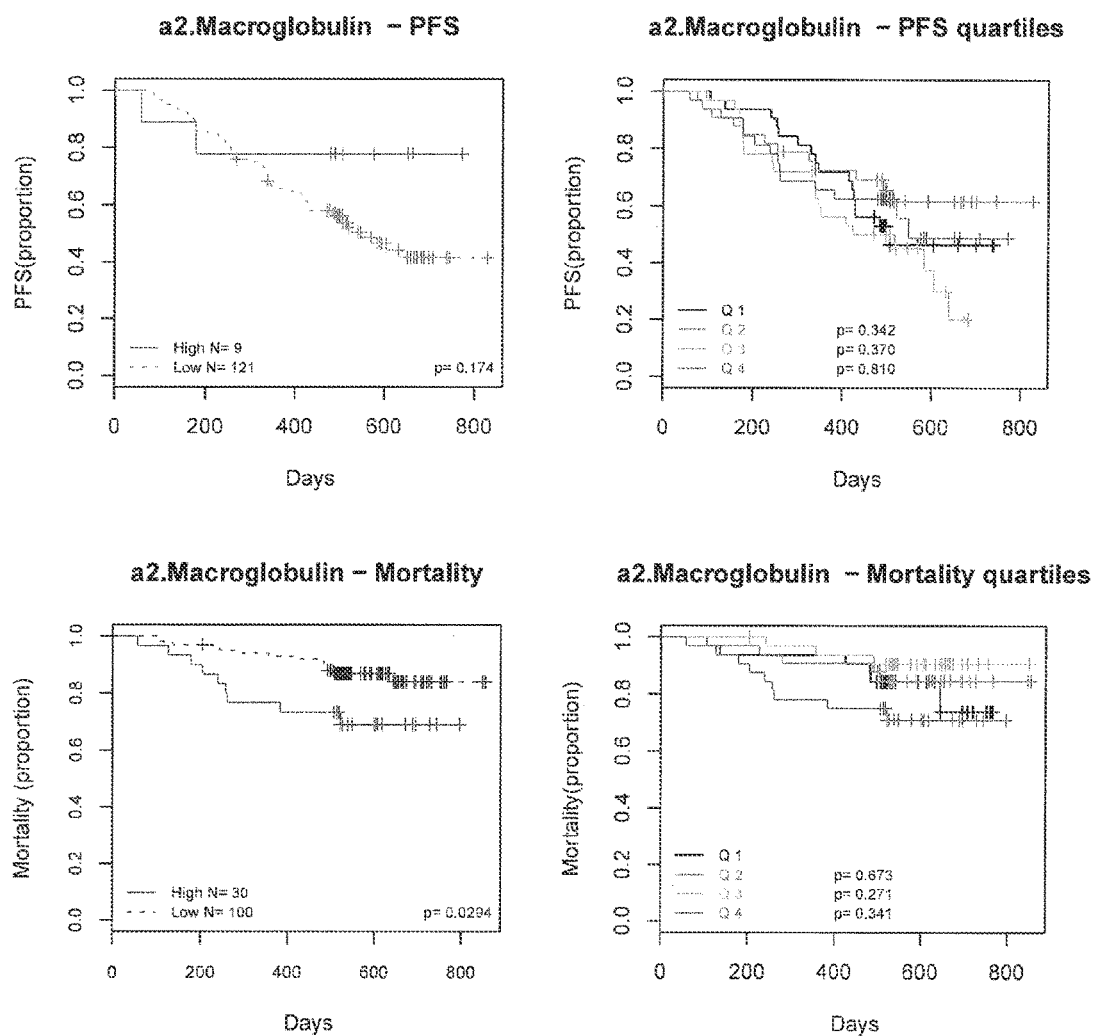 a2.Macroglobulin − PFS
PFS(proportion)
1.0
0.8
0.6
0.4
0.2
0.0
High N= 9
Low N= 121
p= 0.174
0
200
400
600
800
Days
a2.Macroglobulin − PFS quartiles
PFS(proportion)
1.0
0.8
0.6
0.4
0.2
0.0
Q 1
Q 2 p= 0.342
Q 3 p= 0.370
Q 4 p= 0.810
0
200
400
600
800
Days
a2.Macroglobulin − Mortality
Mortality (proportion)
1.0
0.8
0.6
0.4
0.2
0.0
High N= 30
Low N= 100
p= 0.0294
0
200
400
600
800
Days
a2.Macroglobulin − Mortality quartiles
Mortality(proportion)
1.0
0.8
0.6
0.4
0.2
0.0
Q 1
Q 2 p= 0.673
Q 3 p= 0.271
Q 4 p= 0.341
0
200
400
600
800
Days